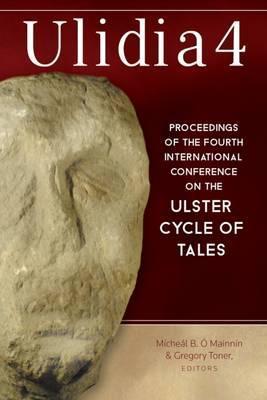 Ulidia 4
PROCEEDINGS
OF THE FOURTH
INTERNATIONAL
CONFERENCE
ON THE
ULSTER
CYCLE OF
TALES
Mícheál B. Ó Mainnín
& Gregory Toner,
EDITORS